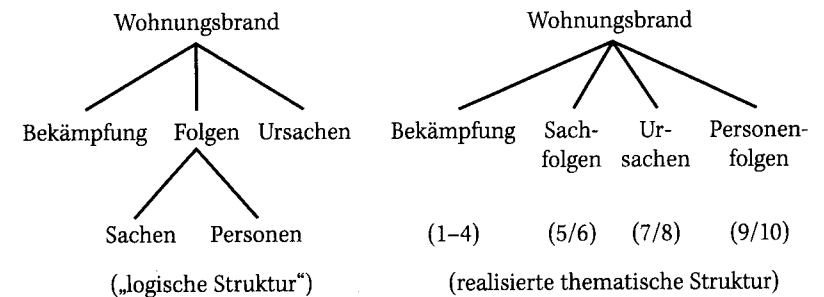 Wohnungsbrand
Bekämpfung Folgen Ursachen
Sachen Personen
(„logische Struktur“)
Wohnungsbrand
Bekämpfung Sach- Ur- Personen-
folgen sachen folgen
(1–4) (5/6) (7/8) (9/10)
(realisierte thematische Struktur)